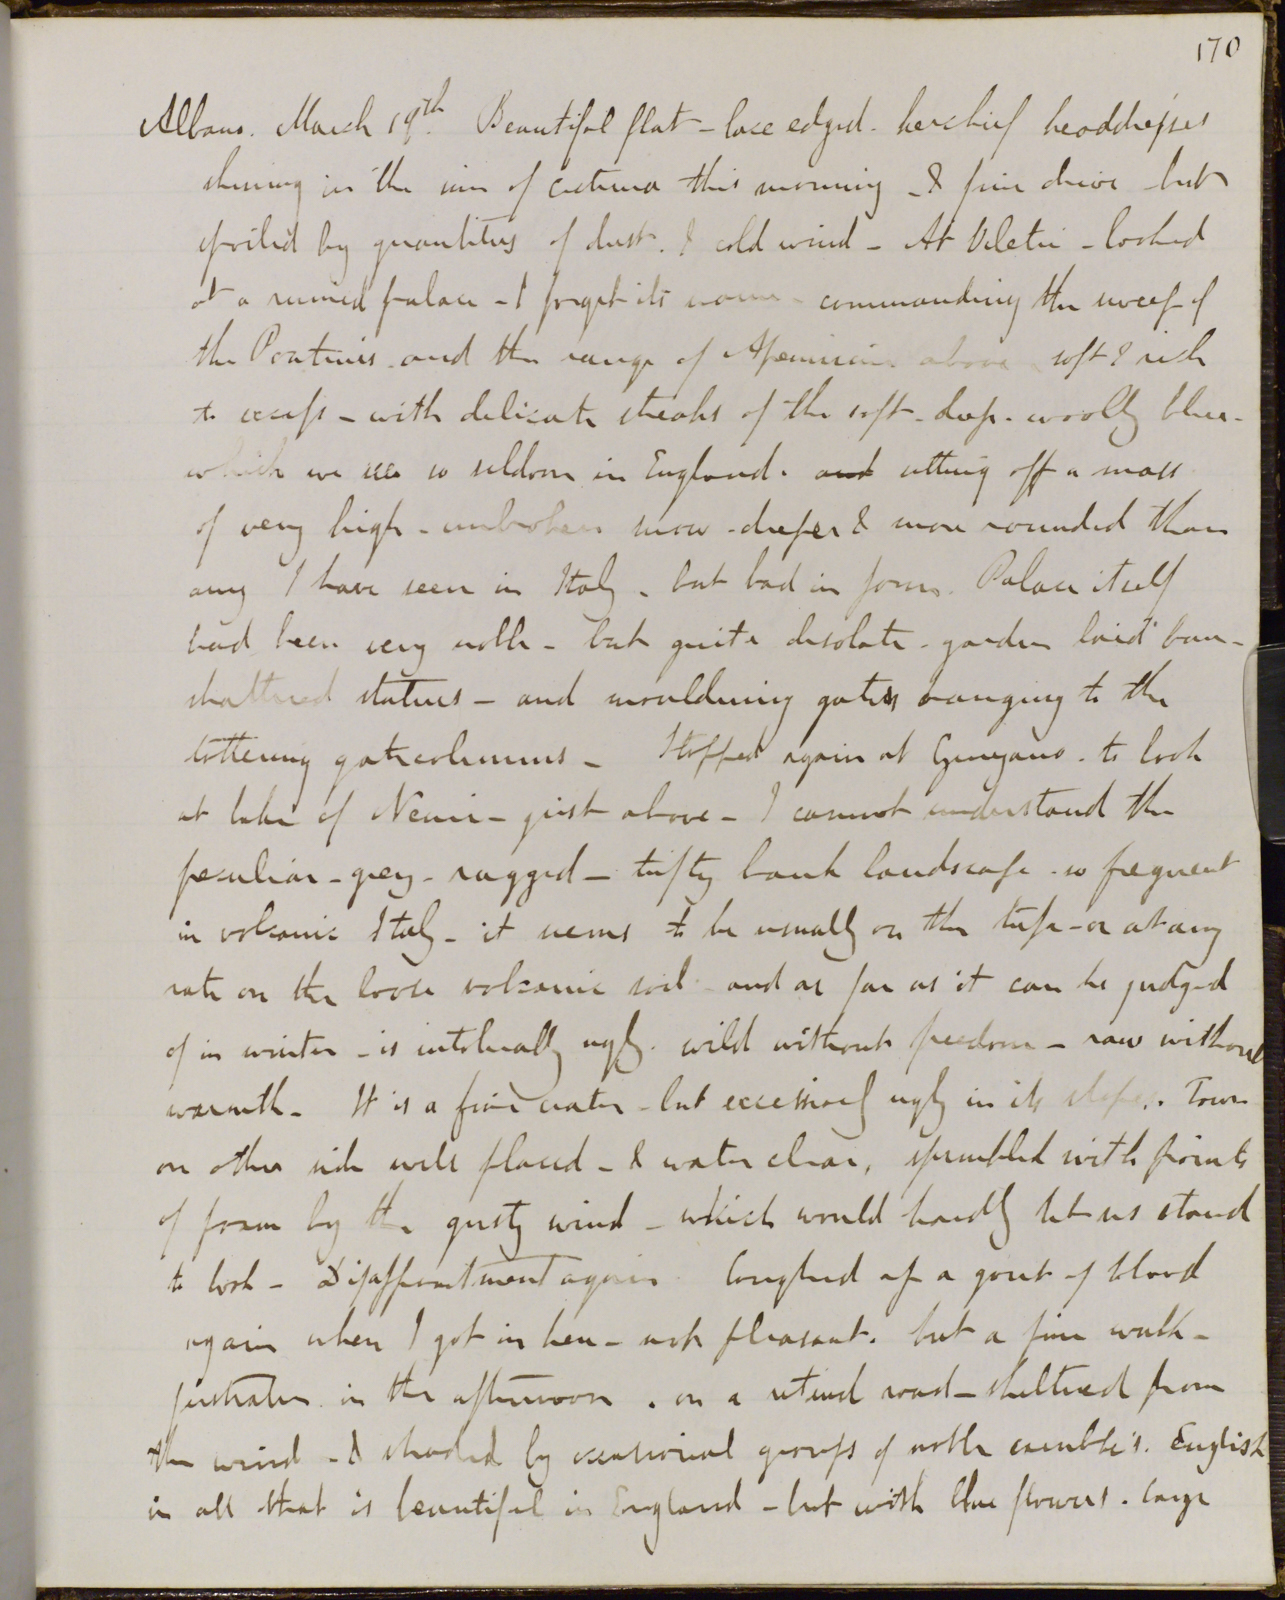 170
Albano. March 19th. Beautiful flat - lace edged - kerchief headdresses
shining in the sun of Cisterna this morning - & fine drive - but
spoiled by quantities of dust. & cold wind - At Veletri - looked
at a ruined palace - I forget its name - commanding the sweep of
the Pontines and the range of Apennines above - soft & rich
to excess - with delicate streaks of the soft - deep - woolly blue -
which we see so seldom in England. and setting off a mass
of very high - unbroken snow - deeper & more rounded than
any I have seen in Italy - but bad in form. Palace itself
had been very noble - but quite desolate - garden laid bare -
shattered statues - and mouldering gates hanging to the
tottering gatecolumns - Stopped again at Gensano - to look
at lake of Nemi - just above - I cannot understand the
peculiar - grey - ragged - tufty bank landscape - so frequent
in volcanic Italy - it seems to be usually on the tufa - or at any
rate on the loose volcanic soil - and as far as it can be judged
of in winter - is intolerably ugly. wild without freedom - raw without
warmth - It is a fine crater - but excessively ugly in its slopes. Town
on other side well placed - & water clear, sprinkled with points
of foam by the gusty wind - which would hardly let us stand
to look - Disappointment again. Coughed up a gout of blood
again when I got in here - not pleasant. but a fine walk -
in the afternoon. on a retired road - sheltered from
the wind - & shaded by occasional groups of noble English
in all that is beautiful in England - but with blue flowers. large